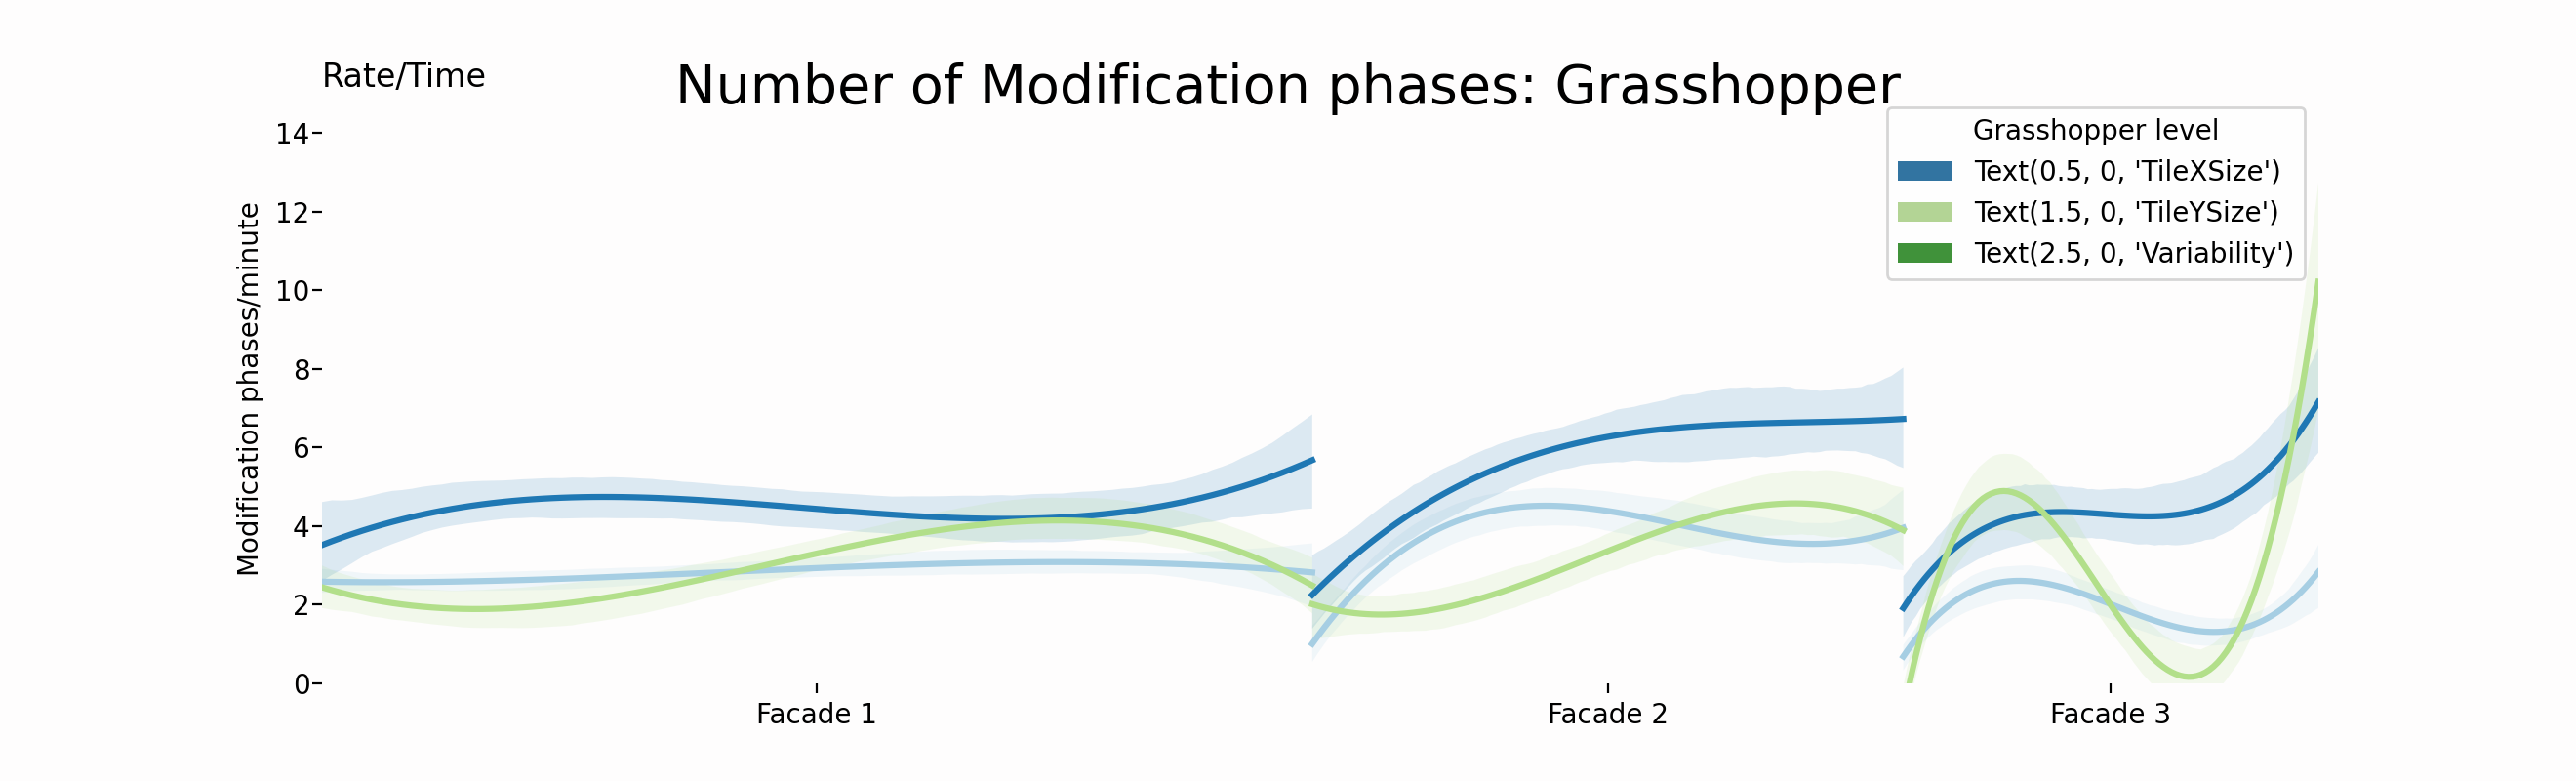 Rate/Time
Number of Modification phases: Grasshopper
Grasshopper level
Text(0.5, 0, 'TileXSize')
Text(1.5, 0, 'TileYSize')
Text(2.5, 0, 'Variability')
Modification phases/minute
14
12
10
8
6
4
2
0
Facade 1
Facade 2
Facade 3